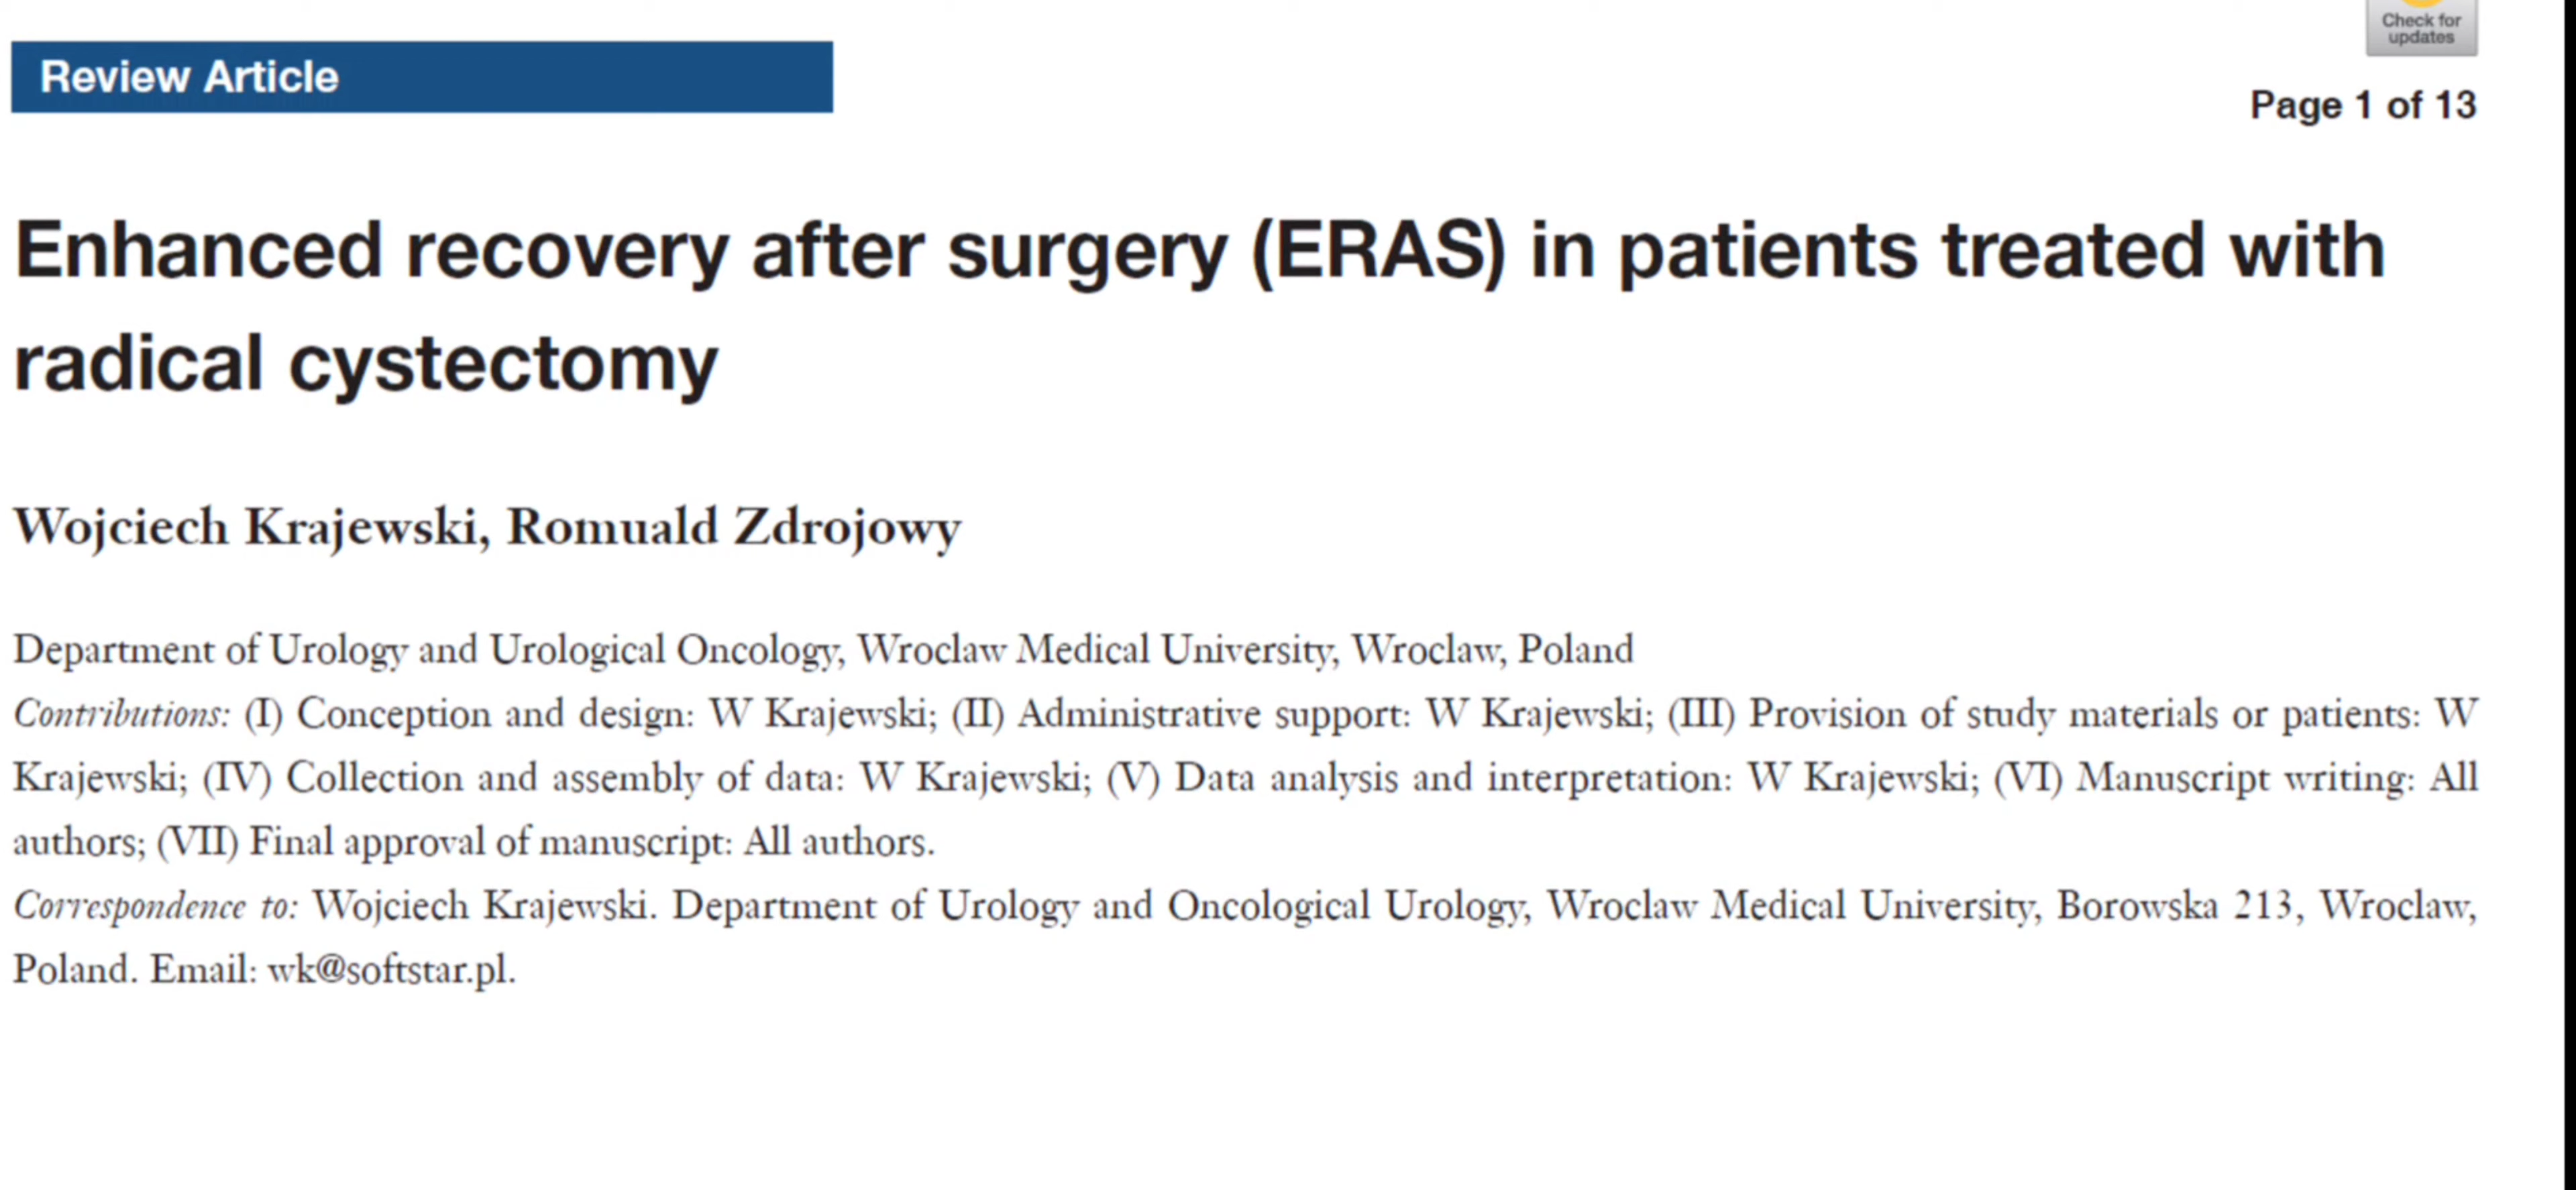 Check for
updates
Review Article
Page 1 of 13
Enhanced recovery after surgery (ERAS) in patients treated with
radical cystectomy
Wojciech Krajewski, Romuald Zdrojowy
Department of Urology and Urological Oncology, Wroclaw Medical University, Wroclaw, Poland
Contributions: (I) Conception and design: W Krajewski; (II) Administrative support: W Krajewski; (III) Provision of study materials or patients: W
Krajewski; (IV) Collection and assembly of data: W Krajewski; (V) Data analysis and interpretation: W Krajewski; (VI) Manuscript writing: All
authors; (VII) Final approval of manuscript: All authors.
Correspondence to: Wojciech Krajewski. Department of Urology and Oncological Urology, Wroclaw Medical University, Borowska 213, Wroclaw,
Poland. Email: wk@softstar.pl.